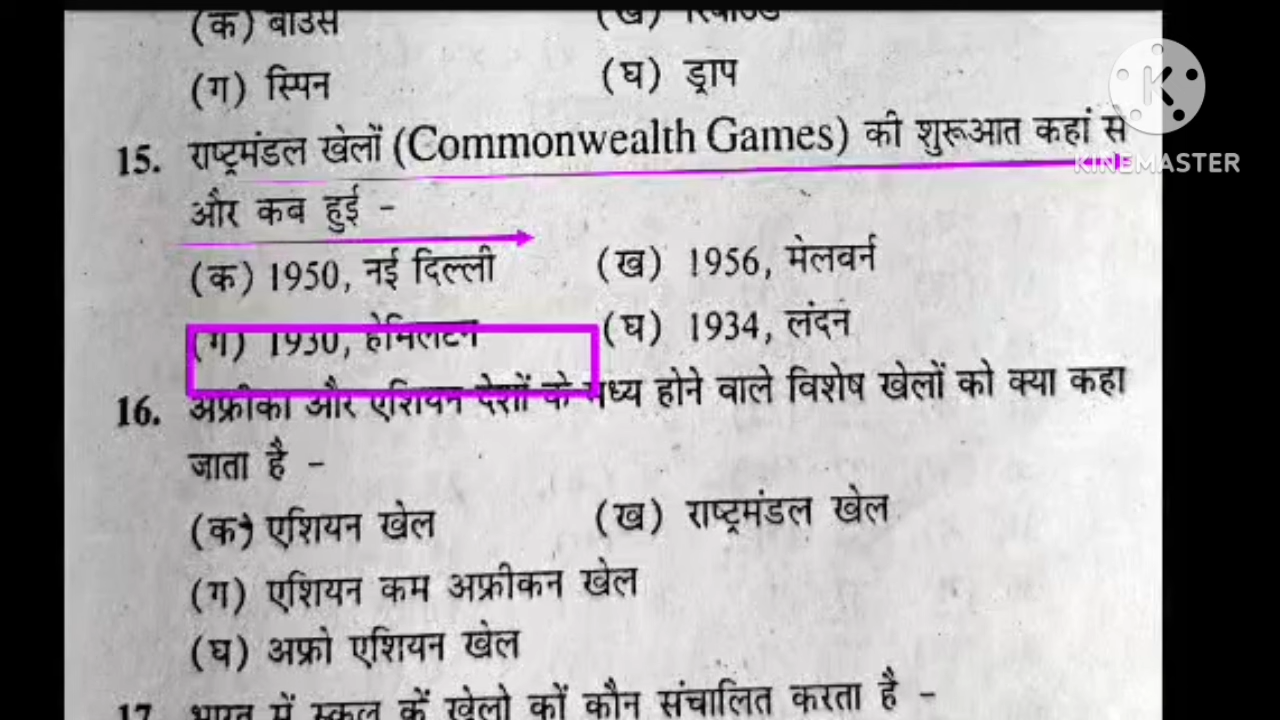 (क) बाउंस (ख) रिबाउंड
(ग) स्पिन (घ) ड्राप
15. राष्ट्रमंडल खेलों (Commonwealth Games) की शुरूआत कहां से
KINEMASTER
और कब हुई -
(क) 1950, नई दिल्ली (ख) 1956, मेलवर्न
(ग) 1930, हेमिलटन (घ) 1934, लंदन
16. अफ्रीका और एशियन देशों के मध्य होने वाले विशेष खेलों को क्या कहा
जाता है -
(क) एशियन खेल (ख) राष्ट्रमंडल खेल
(ग) एशियन कम अफ्रीकन खेल
(घ) अफ्रो एशियन खेल
17. भारत में स्कूल कें खेलो कों कौन संचालित करता है -